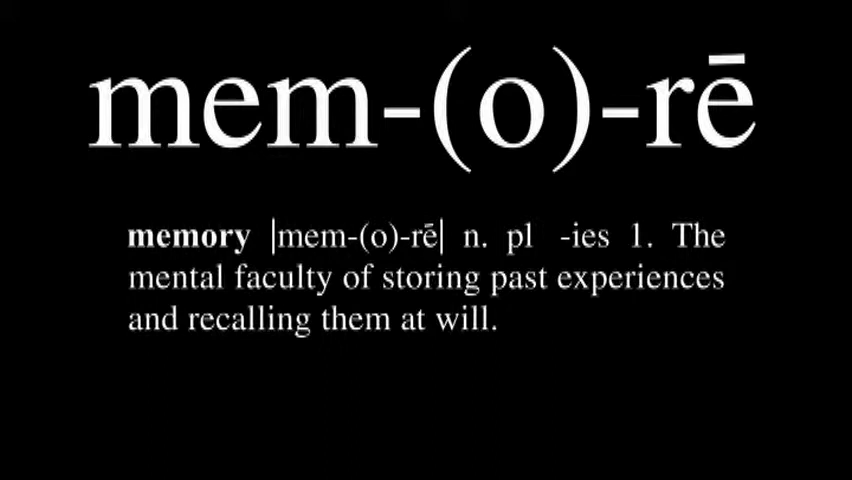 mem-(o)-rē
memory |mem-(o)-rē| n. pl -ies 1. The
mental faculty of storing past experiences
and recalling them at will.